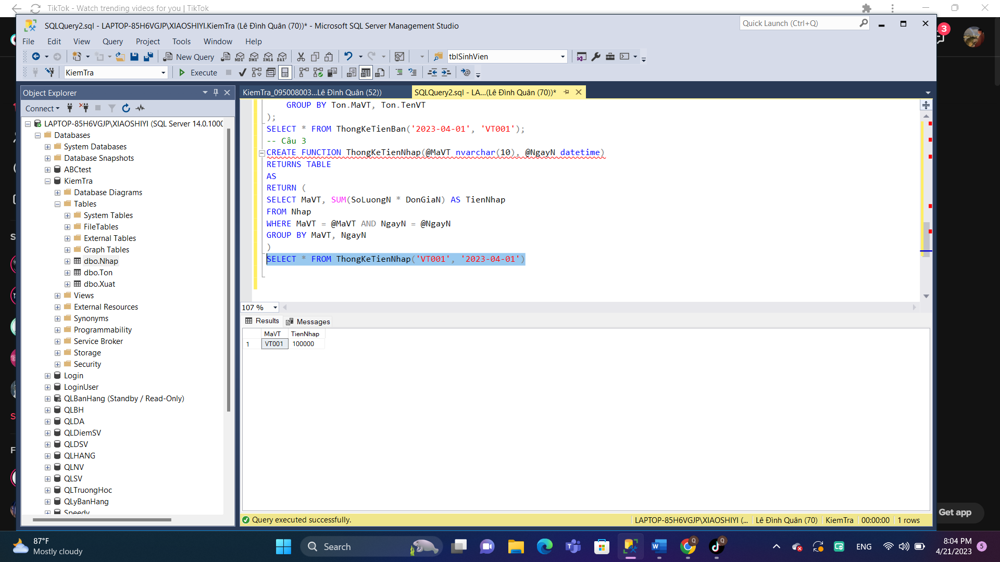 TikTok - Watch trending videos for you | TikTok
SQLQuery2.sql - LAPTOP-85H6VGJP\XIAOSHIYI.KiemTra (Lê Đình Quân (70))* - Microsoft SQL Server Management Studio
Quick Launch (Ctrl+Q)
3
File Edit View Query Project Tools Window Help
New Query MDX DMX XMLA DAX tblSinhVien
KiemTra Execute
Object Explorer
KiemTra_095008003...Lê Đình Quân (52))
SQLQuery2.sql - LA...(Lê Đình Quân (70))*
Connect
LAPTOP-85H6VGJP\XIAOSHIYI (SQL Server 14.0.1000
Databases
System Databases
Database Snapshots
ABCtest
KiemTra
Database Diagrams
Tables
System Tables
FileTables
External Tables
Graph Tables
dbo.Nhap
dbo.Ton
dbo.Xuat
Views
External Resources
Synonyms
Programmability
Service Broker
Storage
Security
Login
LoginUser
QLBanHang (Standby / Read-Only)
QLBH
QLDA
QLDiemSV
QLDSV
QLHANG
QLNV
QLSV
QLTruongHoc
QLyBanHang
Speedy
GROUP BY Ton.MaVT, Ton.TenVT
);
SELECT * FROM ThongKeTienBan('2023-04-01', 'VT001');
-- Câu 3
CREATE FUNCTION ThongKeTienNhap(@MaVT nvarchar(10), @NgayN datetime)
RETURNS TABLE
AS
RETURN (
SELECT MaVT, SUM(SoLuongN * DonGiaN) AS TienNhap
FROM Nhap
WHERE MaVT = @MaVT AND NgayN = @NgayN
GROUP BY MaVT, NgayN
)
SELECT * FROM ThongKeTienNhap('VT001', '2023-04-01')
107 %
Results Messages
MaVT TienNhap
1 VT001 100000
Query executed successfully.
LAPTOP-85H6VGJP\XIAOSHIYI (... Lê Đình Quân (70) KiemTra 00:00:00 1 rows
Get app
87°F
Mostly cloudy
Search
ENG
8:04 PM
4/21/2023
5